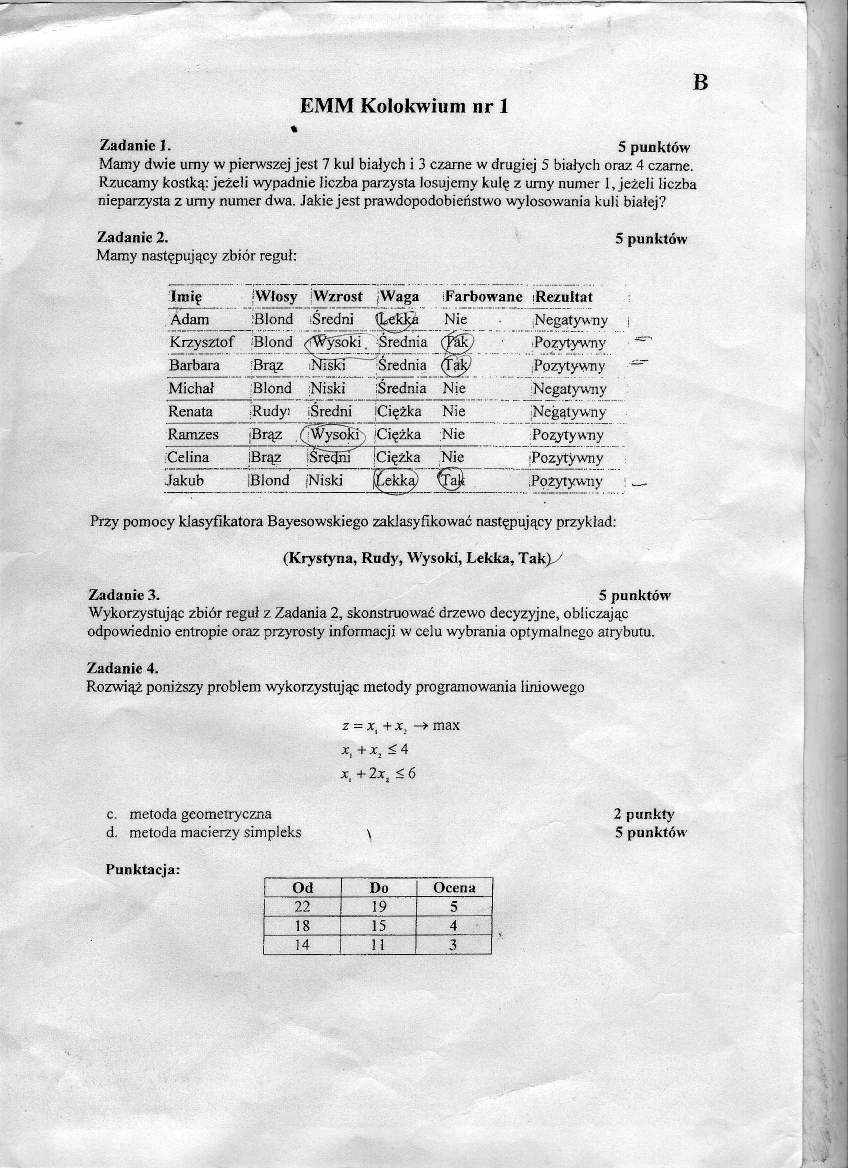 B
EMM Kolokwium nr 1
Zadanie 1. 5 punktów
Mamy dwie urny w pierwszej jest 7 kul białych i 3 czarne w drugiej 5 białych oraz 4 czarne.
Rzucamy kostką: jeżeli wypadnie liczba parzysta losujemy kulę z urny numer 1, jeżeli liczba
nieparzysta z urny numer dwa. Jakie jest prawdopodobieństwo wylosowania kuli białej?
Zadanie 2. 5 punktów
Mamy następujący zbiór reguł:
Imię Włosy Wzrost Waga Farbowane Rezultat
Adam Blond Średni Lekka Nie Negatywny
Krzysztof Blond Wysoki Średnia Tak Pozytywny
Barbara Brąz Niski Średnia Tak Pozytywny
Michał Blond Niski Średnia Nie Negatywny
Renata Rudy Średni Ciężka Nie Negatywny
Ramzes Brąz Wysoki Ciężka Nie Pozytywny
Celina Brąz Średni Ciężka Nie Pozytywny
Jakub Blond Niski Lekka Tak Pozytywny
Przy pomocy klasyfikatora Bayesowskiego zaklasyfikować następujący przykład:
(Krystyna, Rudy, Wysoki, Lekka, Tak)
Zadanie 3. 5 punktów
Wykorzystując zbiór reguł z Zadania 2, skonstruować drzewo decyzyjne, obliczając
odpowiednio entropie oraz przyrosty informacji w celu wybrania optymalnego atrybutu.
Zadanie 4.
Rozwiąż poniższy problem wykorzystując metody programowania liniowego
z = x₁ + x₂ → max
x₁ + x₂ ≤ 4
x₁ + 2x₂ ≤ 6
c. metoda geometryczna 2 punkty
d. metoda macierzy simpleks 5 punktów
Punktacja:
Od Do Ocena
22 19 5
18 15 4
14 11 3